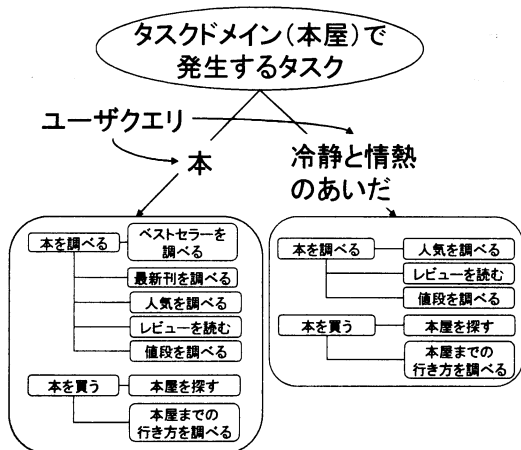 タスクドメイン(本屋)で
発生するタスク
ユーザクエリ
本
冷静と情熱
のあいだ
本を調べる
ベストセラーを
調べる
最新刊を調べる
人気を調べる
レビューを読む
値段を調べる
本を買う
本屋を探す
本屋までの
行き方を調べる
本を調べる
人気を調べる
レビューを読む
値段を調べる
本を買う
本屋を探す
本屋までの
行き方を調べる